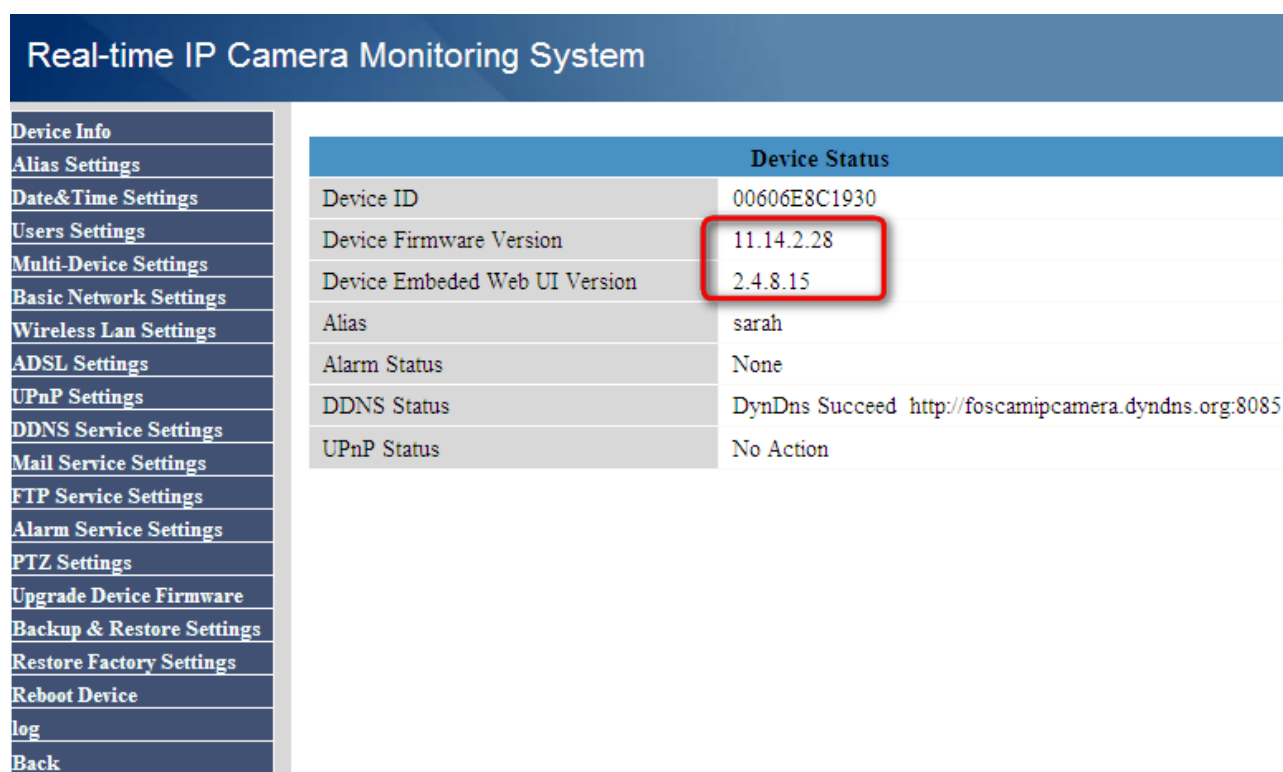 Real-time IP Camera Monitoring System
Device Info
Alias Settings
Date&Time Settings
Users Settings
Multi-Device Settings
Basic Network Settings
Wireless Lan Settings
ADSL Settings
UPnP Settings
DDNS Service Settings
Mail Service Settings
FTP Service Settings
Alarm Service Settings
PTZ Settings
Upgrade Device Firmware
Backup & Restore Settings
Restore Factory Settings
Reboot Device
log
Back
Device Status
Device ID 00606E8C1930
Device Firmware Version 11.14.2.28
Device Embeded Web UI Version 2.4.8.15
Alias sarah
Alarm Status None
DDNS Status DynDns Succeed http://foscamipcamera.dyndns.org:8085
UPnP Status No Action